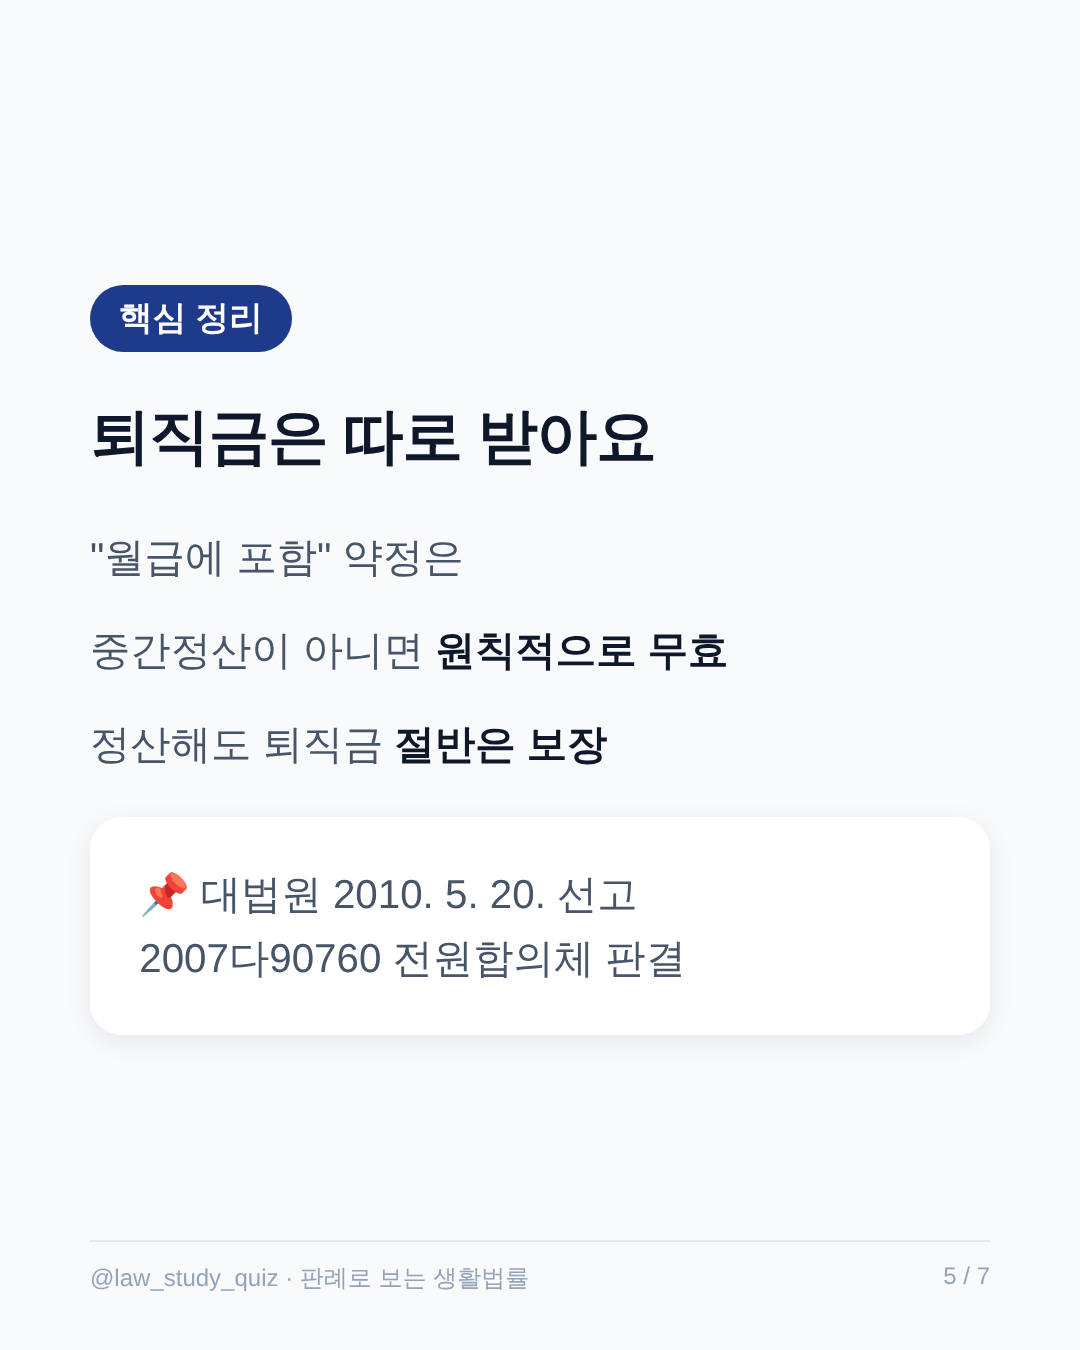 핵심 정리
퇴직금은 따로 받아요
"월급에 포함" 약정은
중간정산이 아니면 원칙적으로 무효
정산해도 퇴직금 절반은 보장
📌 대법원 2010. 5. 20. 선고
2007다90760 전원합의체 판결
@law_study_quiz · 판례로 보는 생활법률
5 / 7